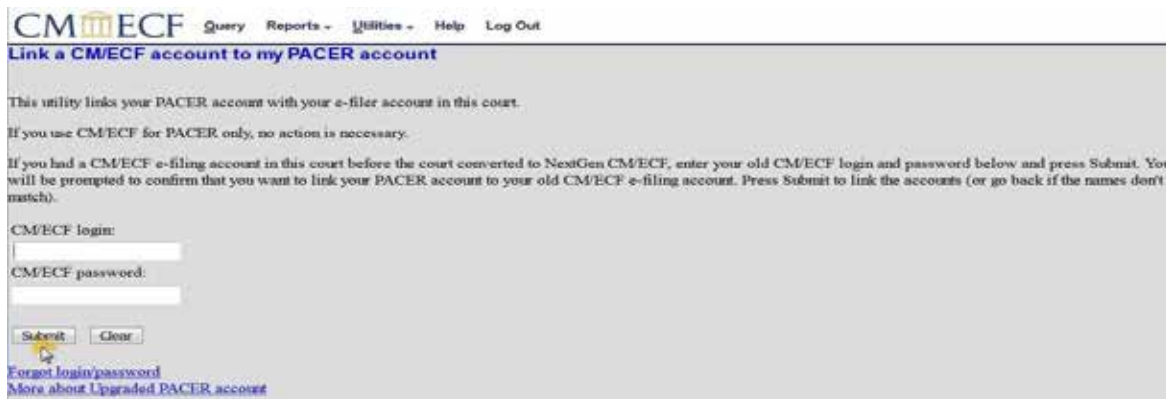 CM ECF Query Reports Utilities Help Log Out
Link a CM/ECF account to my PACER account
This utility links your PACER account with your e-filer account in this court.
If you use CM/ECF for PACER only, no action is necessary.
If you had a CM/ECF e-filing account in this court before the court converted to NextGen CM/ECF, enter your old CM/ECF login and password below and press Submit. You
will be prompted to confirm that you want to link your PACER account to your old CM/ECF e-filing account. Press Submit to link the accounts (or go back if the names don't
match).
CM/ECF login:
CM/ECF password:
Submit Clear
Forgot login/password
More about Upgraded PACER account